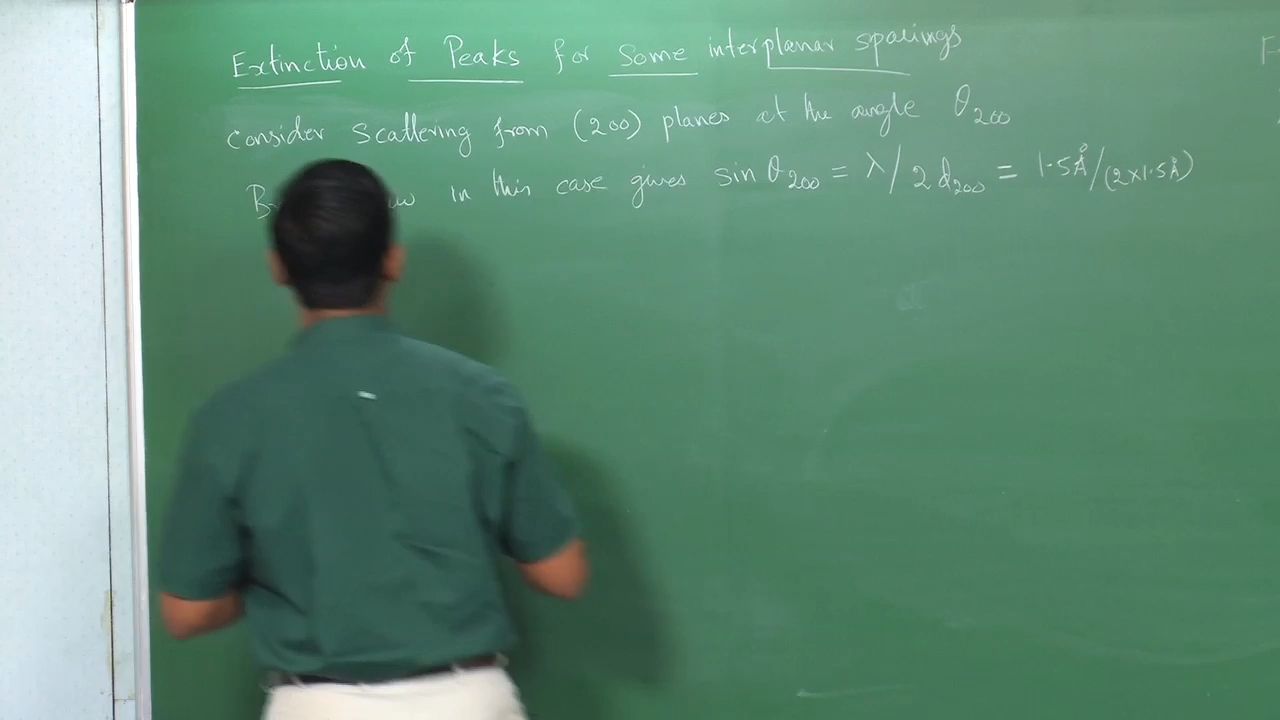 Extinction of Peaks for Some interplanar spacings
Consider Scattering from (200) planes at the angle θ₂₀₀
in this case gives sin θ₂₀₀ = λ/2 d₂₀₀ = 1.5Å/(2×1.5Å)